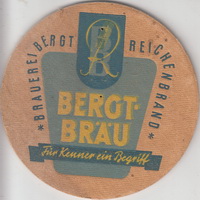 BRAUEREI BERGT REICHENBRAND
BERGT-
BRÄU
Für Kenner ein Begriff